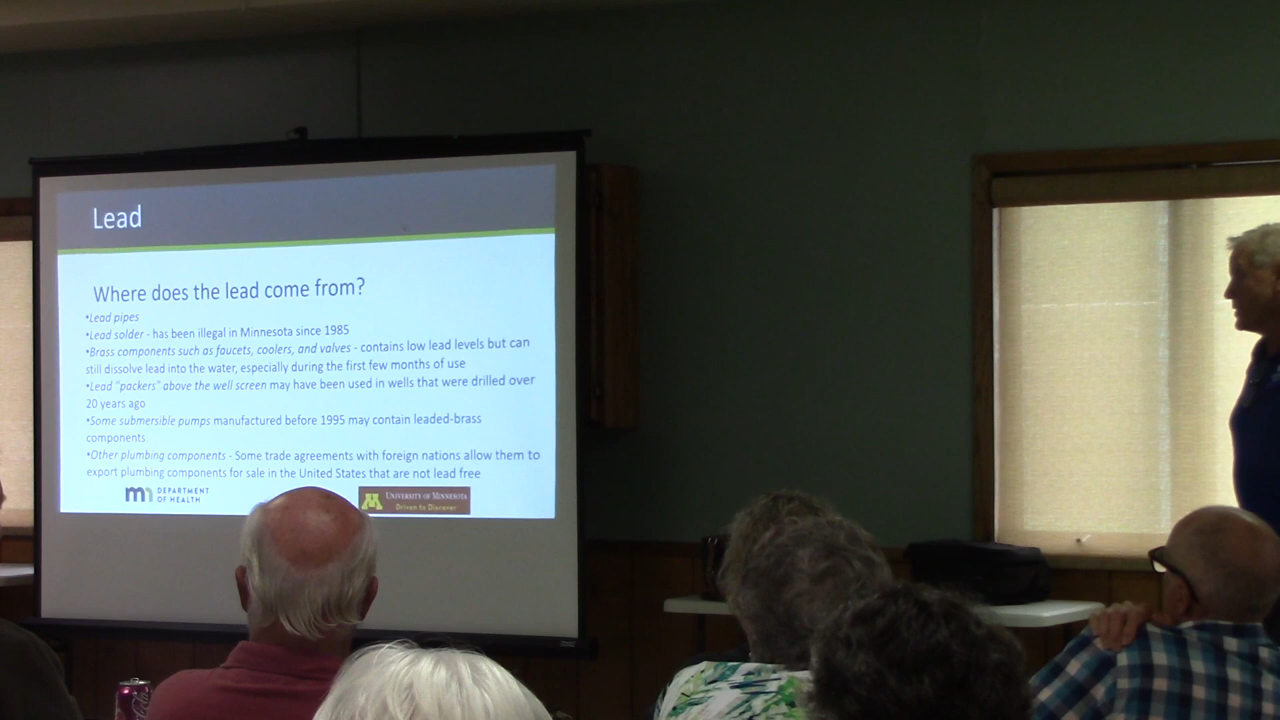 Lead
Where does the lead come from?
•Lead pipes
•Lead solder - has been illegal in Minnesota since 1985
•Brass components such as faucets, coolers, and valves - contains low lead levels but can
still dissolve lead into the water, especially during the first few months of use
•Lead "packers" above the well screen may have been used in wells that were drilled over
20 years ago
•Some submersible pumps manufactured before 1995 may contain leaded-brass
components.
•Other plumbing components - Some trade agreements with foreign nations allow them to
export plumbing components for sale in the United States that are not lead free
mn DEPARTMENT
OF HEALTH
M UNIVERSITY OF MINNESOTA
Driven to Discover